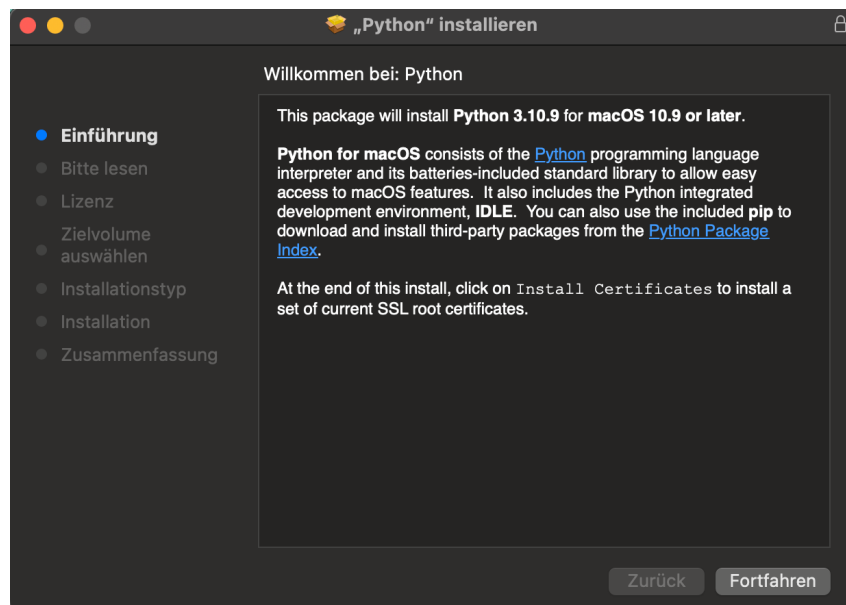 „Python“ installieren
Willkommen bei: Python
Einführung
Bitte lesen
Lizenz
Zielvolume
auswählen
Installationstyp
Installation
Zusammenfassung
This package will install Python 3.10.9 for macOS 10.9 or later.
Python for macOS consists of the Python programming language
interpreter and its batteries-included standard library to allow easy
access to macOS features.  It also includes the Python integrated
development environment, IDLE.  You can also use the included pip to
download and install third-party packages from the Python Package
Index.
At the end of this install, click on Install Certificates to install a
set of current SSL root certificates.
Zurück
Fortfahren